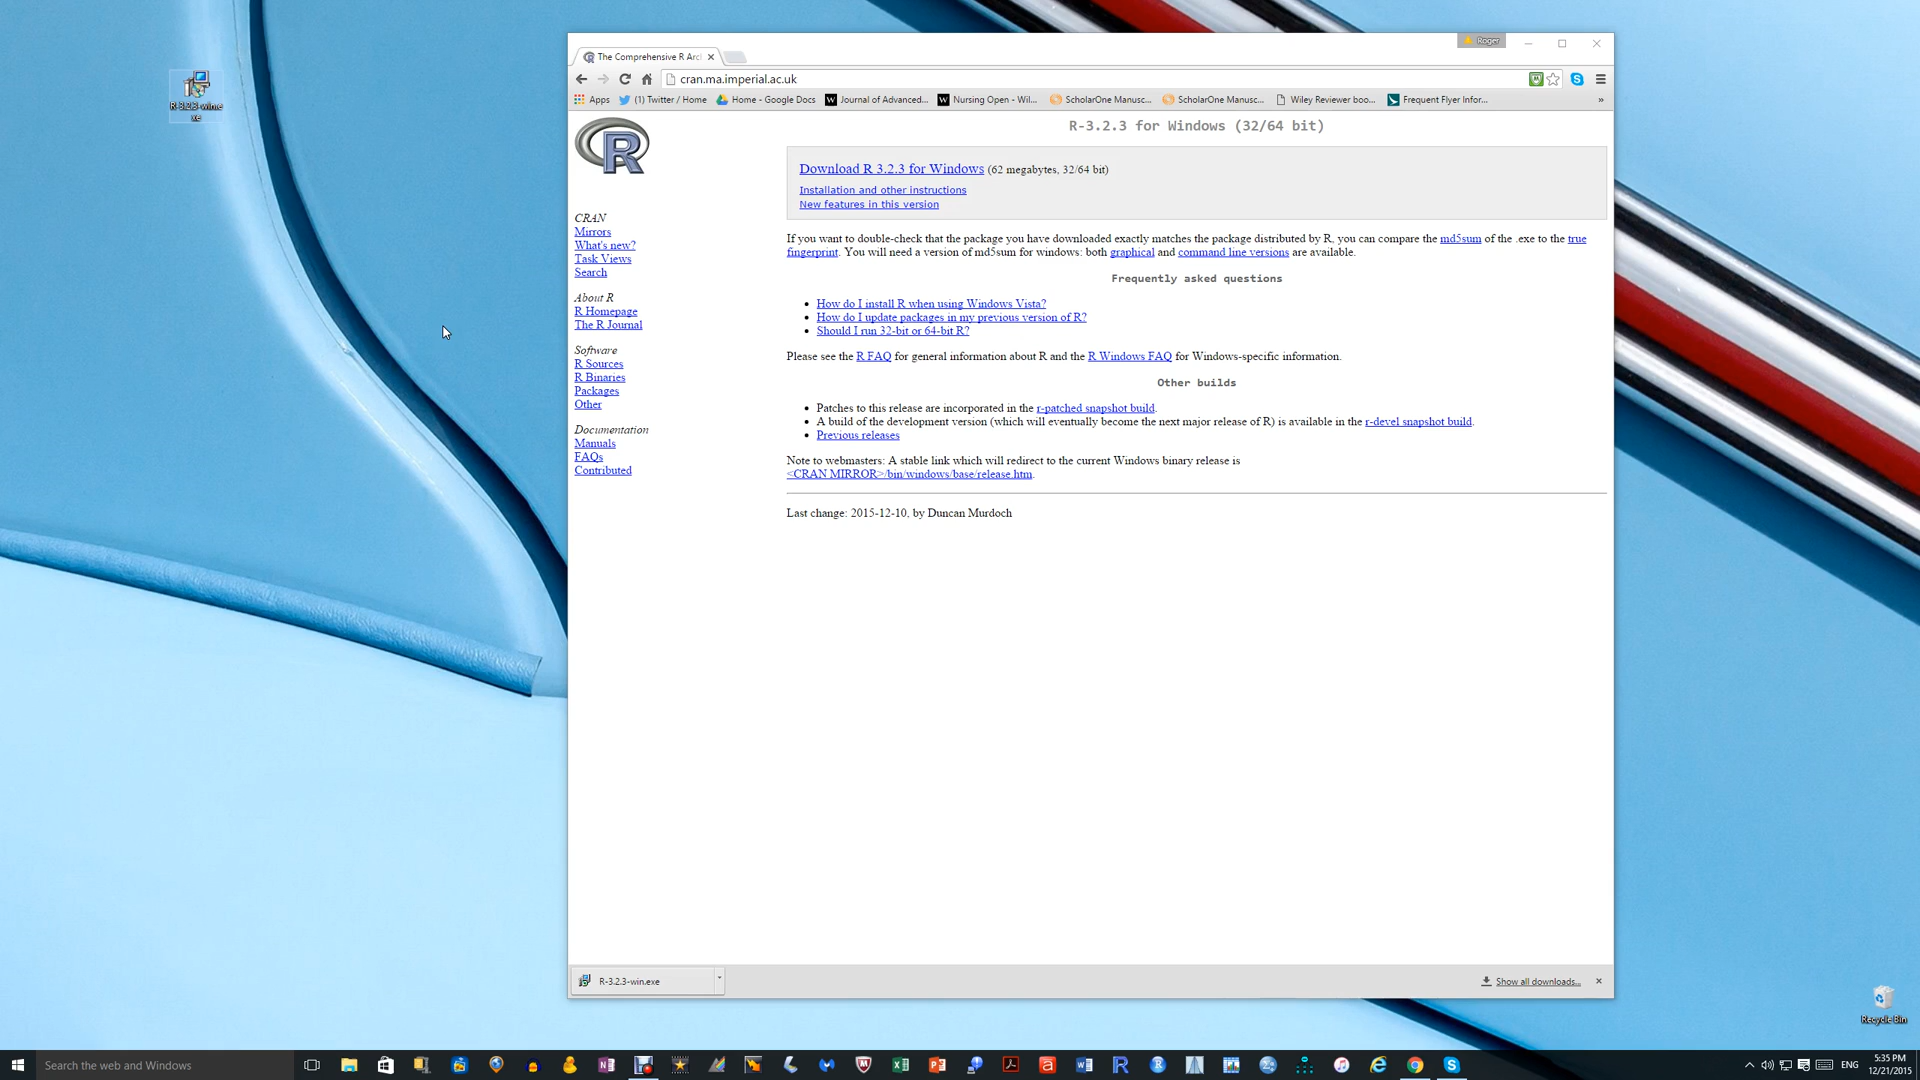 R-3.2.3-win.e
xe
Roger
The Comprehensive R Arc
cran.ma.imperial.ac.uk
Apps
(1) Twitter / Home
Home - Google Docs
Journal of Advanced...
Nursing Open - Wil...
ScholarOne Manusc...
ScholarOne Manusc...
Wiley Reviewer boo...
Frequent Flyer Infor...
»
R
CRAN
Mirrors
What's new?
Task Views
Search
About R
R Homepage
The R Journal
Software
R Sources
R Binaries
Packages
Other
Documentation
Manuals
FAQs
Contributed
R-3.2.3 for Windows (32/64 bit)
Download R 3.2.3 for Windows (62 megabytes, 32/64 bit)
Installation and other instructions
New features in this version
If you want to double-check that the package you have downloaded exactly matches the package distributed by R, you can compare the md5sum of the .exe to the true
fingerprint. You will need a version of md5sum for windows: both graphical and command line versions are available.
Frequently asked questions
• How do I install R when using Windows Vista?
• How do I update packages in my previous version of R?
• Should I run 32-bit or 64-bit R?
Please see the R FAQ for general information about R and the R Windows FAQ for Windows-specific information.
Other builds
• Patches to this release are incorporated in the r-patched snapshot build.
• A build of the development version (which will eventually become the next major release of R) is available in the r-devel snapshot build.
• Previous releases
Note to webmasters: A stable link which will redirect to the current Windows binary release is
<CRAN MIRROR>/bin/windows/base/release.htm.
Last change: 2015-12-10, by Duncan Murdoch
R-3.2.3-win.exe
Show all downloads...
Recycle Bin
Search the web and Windows
ENG
5:35 PM
12/21/2015